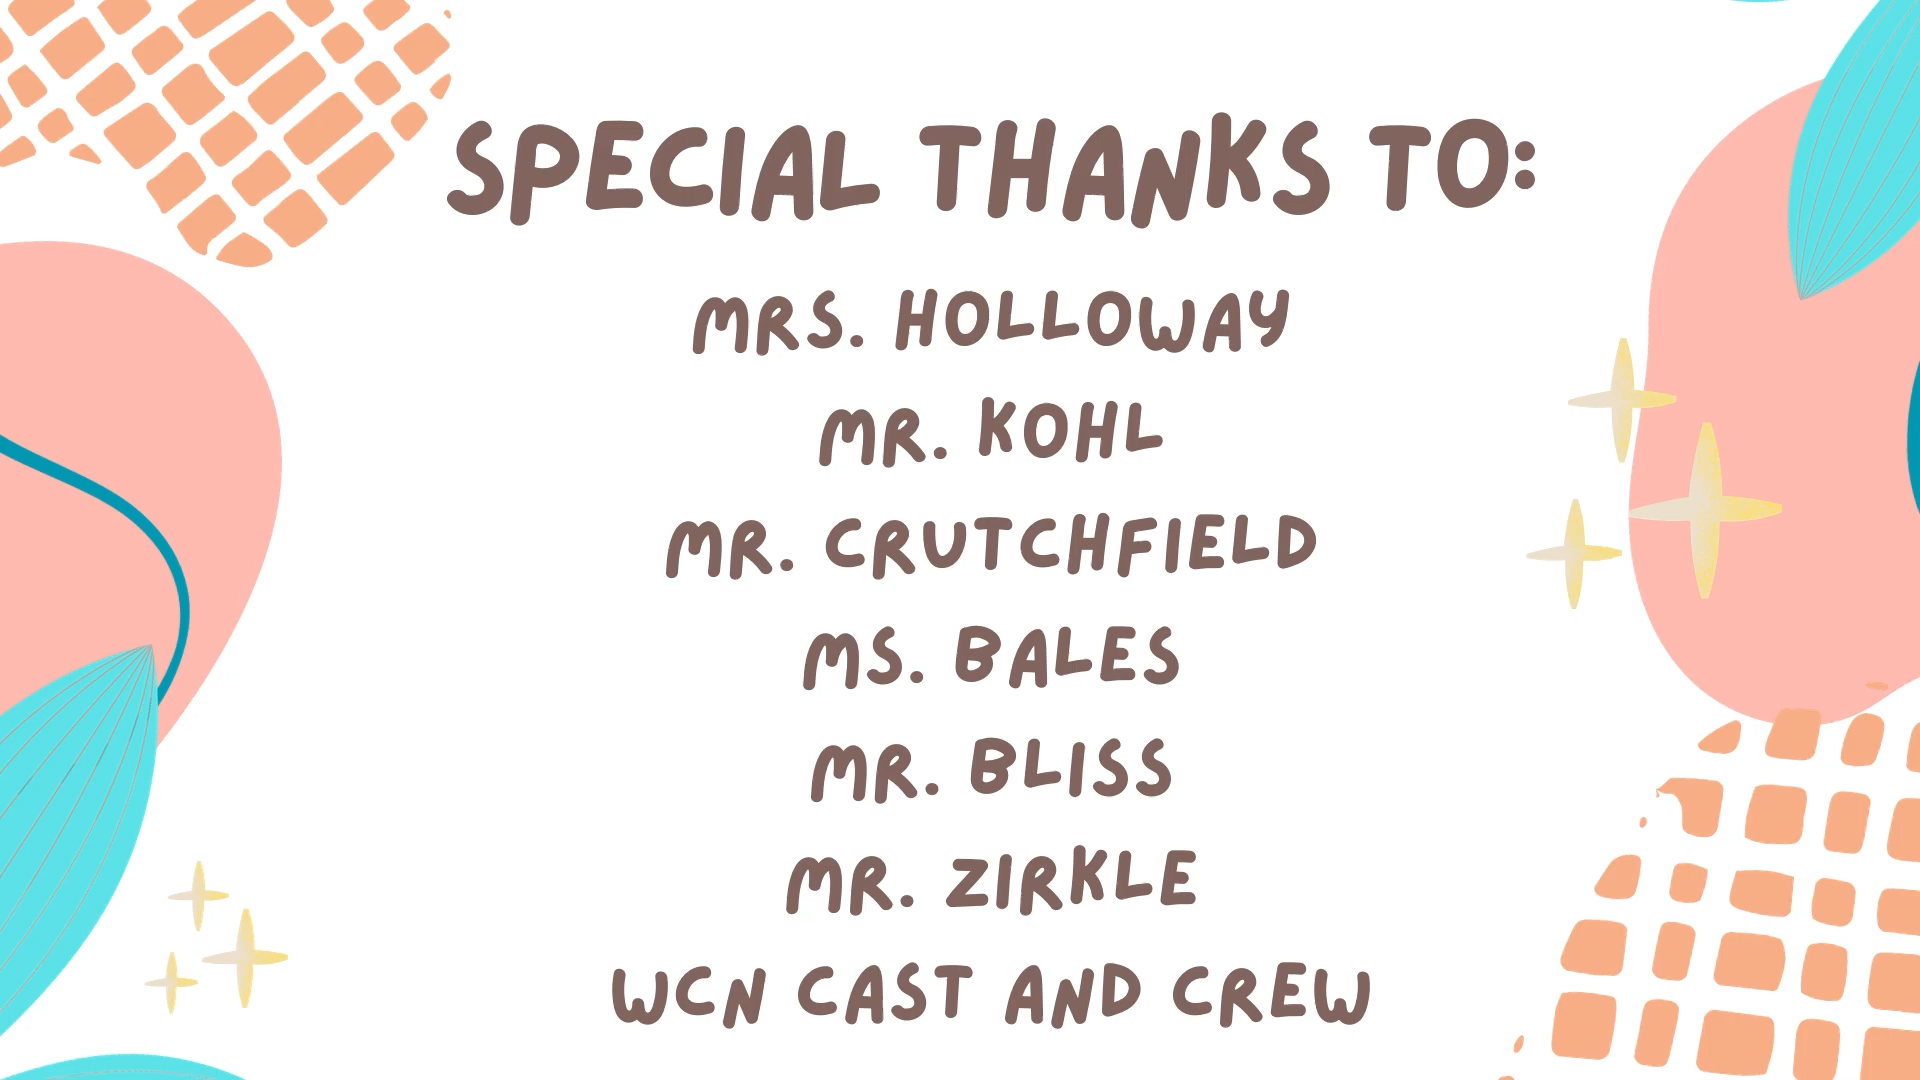 SPECIAL THANKS TO:
MRS. HOLLOWAY
MR. KOHL
MR. CRUTCHFIELD
MS. BALES
MR. BLISS
MR. ZIRKLE
WCN CAST AND CREW